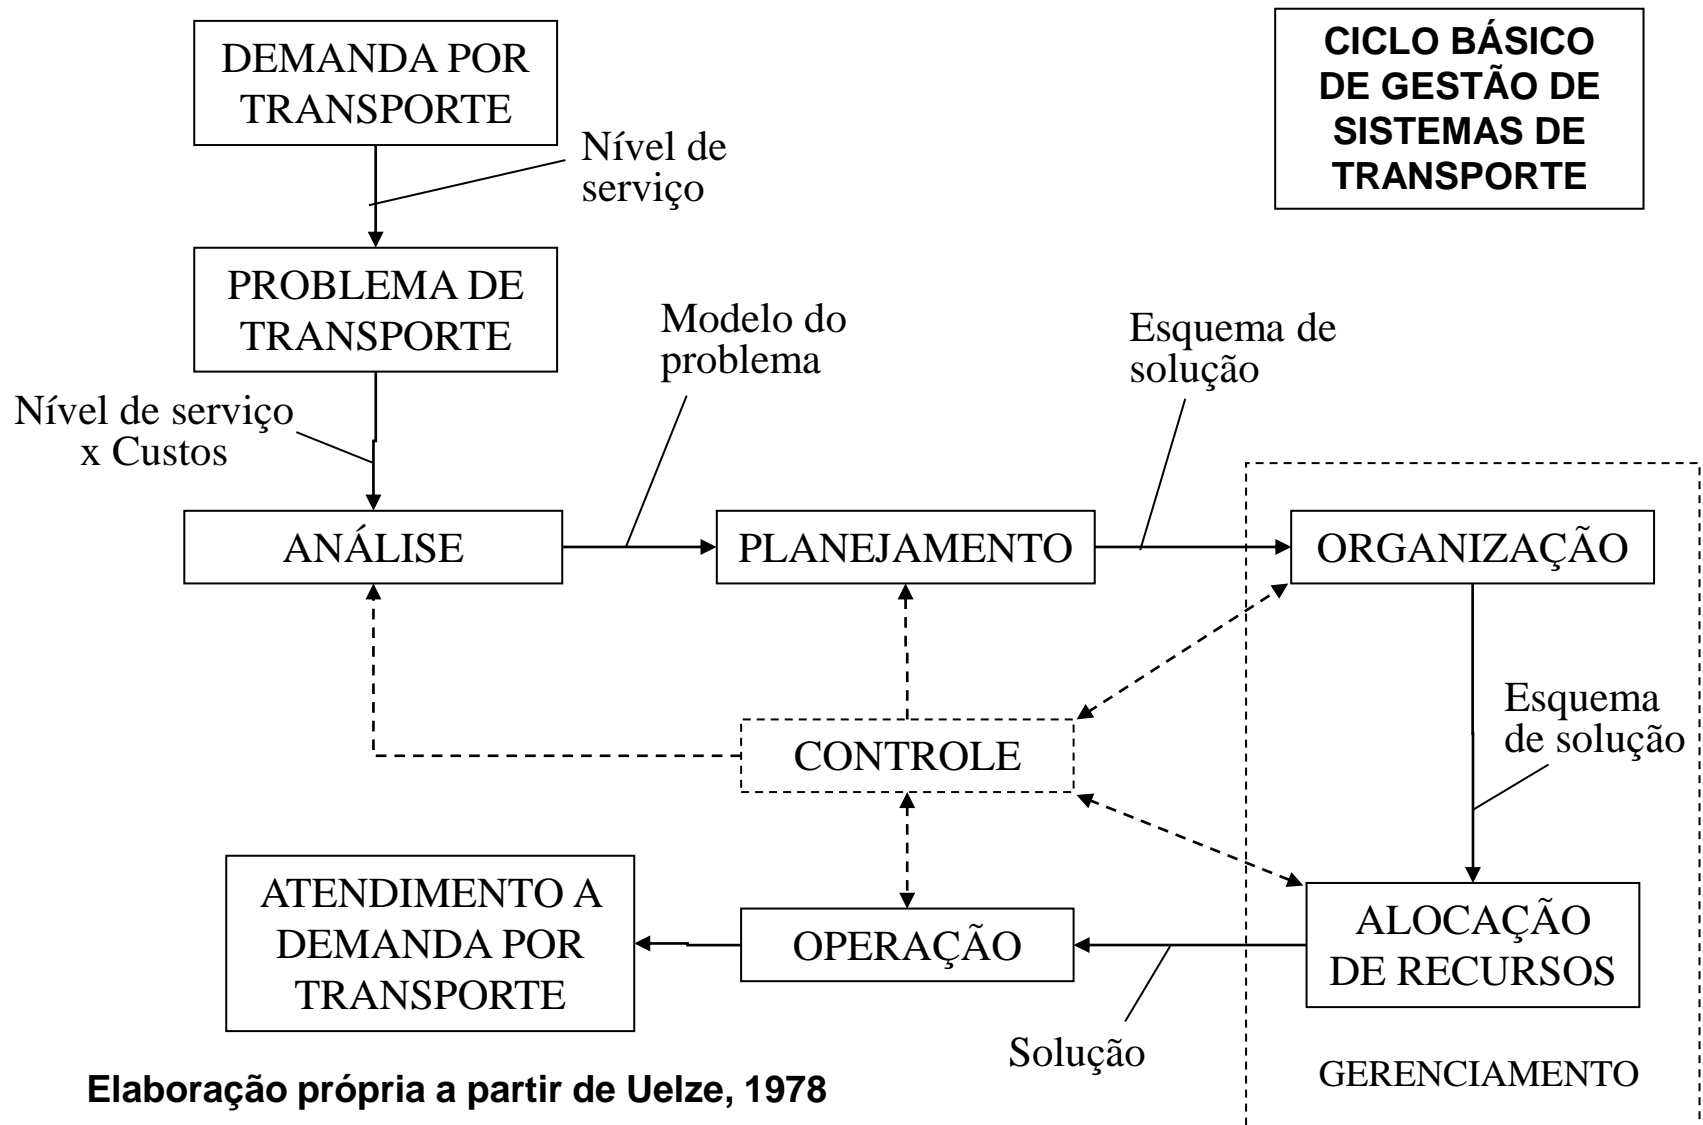 DEMANDA POR
TRANSPORTE
CICLO BÁSICO
DE GESTÃO DE
SISTEMAS DE
TRANSPORTE
Nível de
serviço
PROBLEMA DE
TRANSPORTE
Modelo do
problema
Esquema de
solução
Nível de serviço
x Custos
ANÁLISE
PLANEJAMENTO
ORGANIZAÇÃO
Esquema
de solução
CONTROLE
ATENDIMENTO A
DEMANDA POR
TRANSPORTE
OPERAÇÃO
ALOCAÇÃO
DE RECURSOS
Solução
GERENCIAMENTO
Elaboração própria a partir de Uelze, 1978